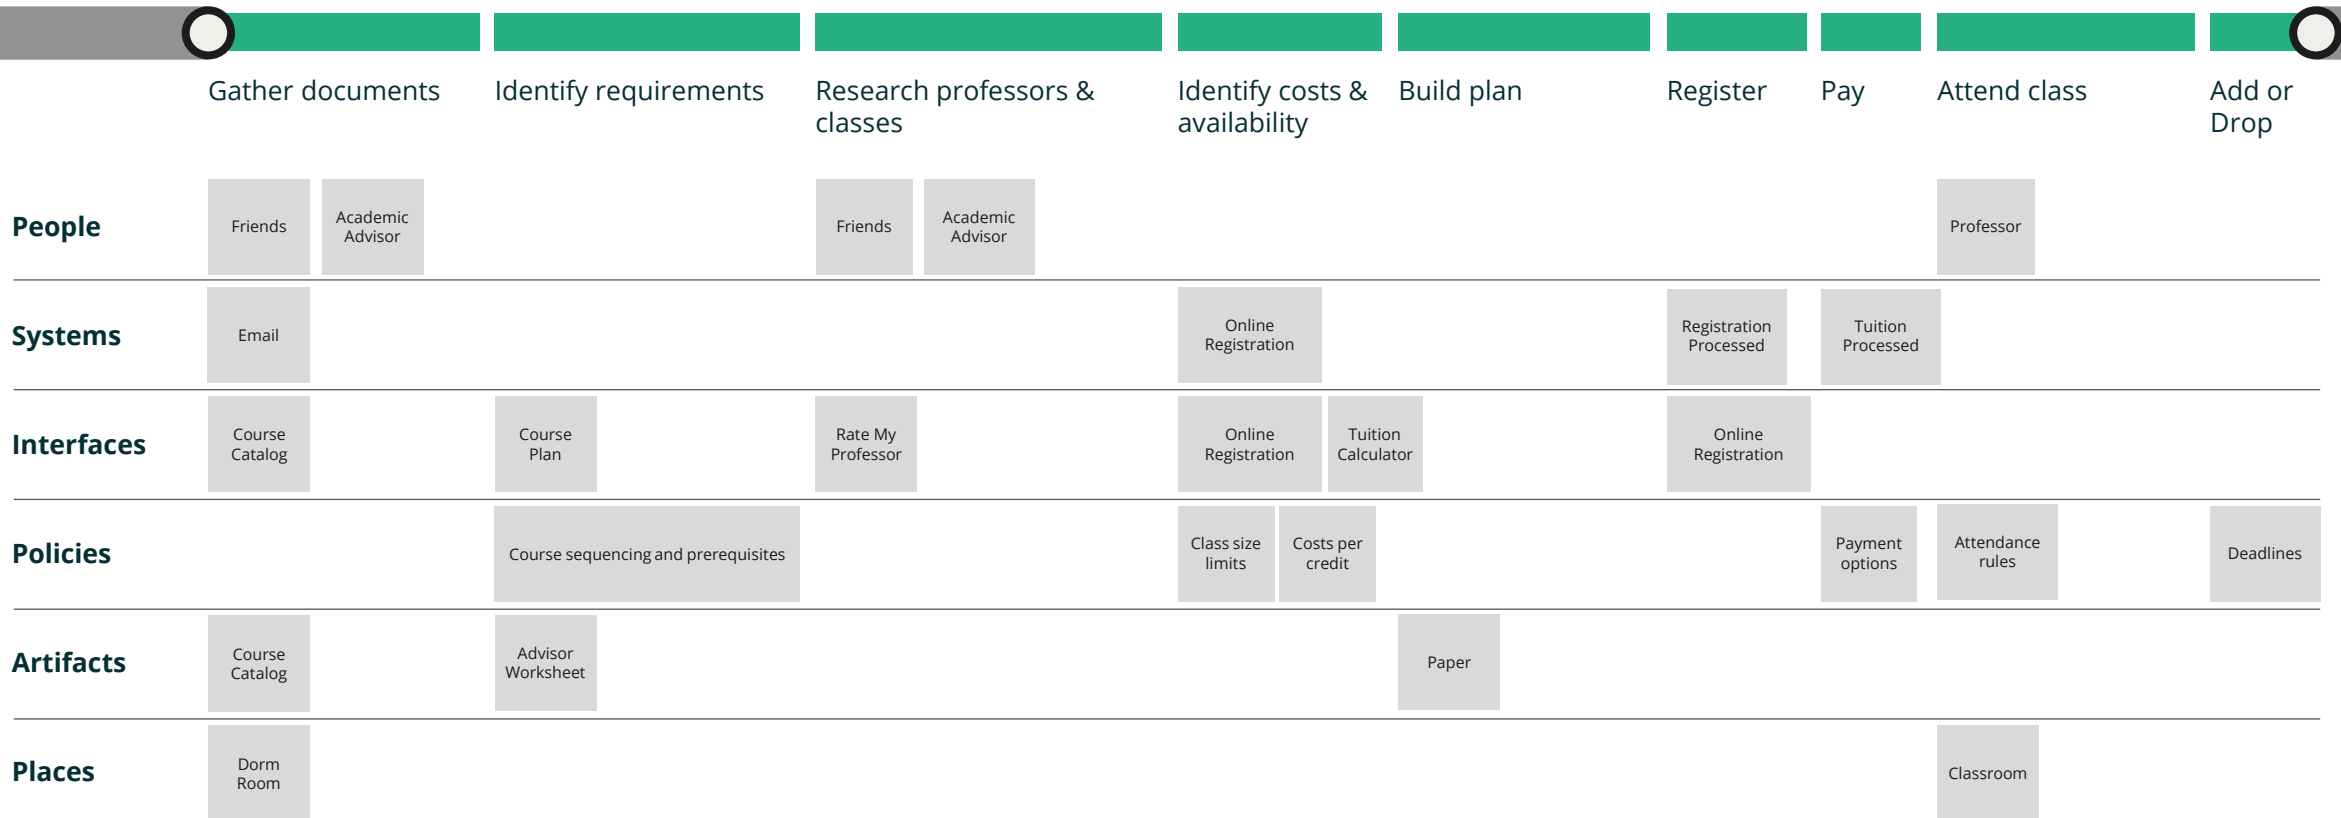 Gather documents
Identify requirements
Research professors &
classes
Identify costs &
availability
Build plan
Register
Pay
Attend class
Add or
Drop
People
Friends
Academic
Advisor
Friends
Academic
Advisor
Professor
Systems
Email
Online
Registration
Registration
Processed
Tuition
Processed
Interfaces
Course
Catalog
Course
Plan
Rate My
Professor
Online
Registration
Tuition
Calculator
Online
Registration
Policies
Course sequencing and prerequisites
Class size
limits
Costs per
credit
Payment
options
Attendance
rules
Deadlines
Artifacts
Course
Catalog
Advisor
Worksheet
Paper
Places
Dorm
Room
Classroom